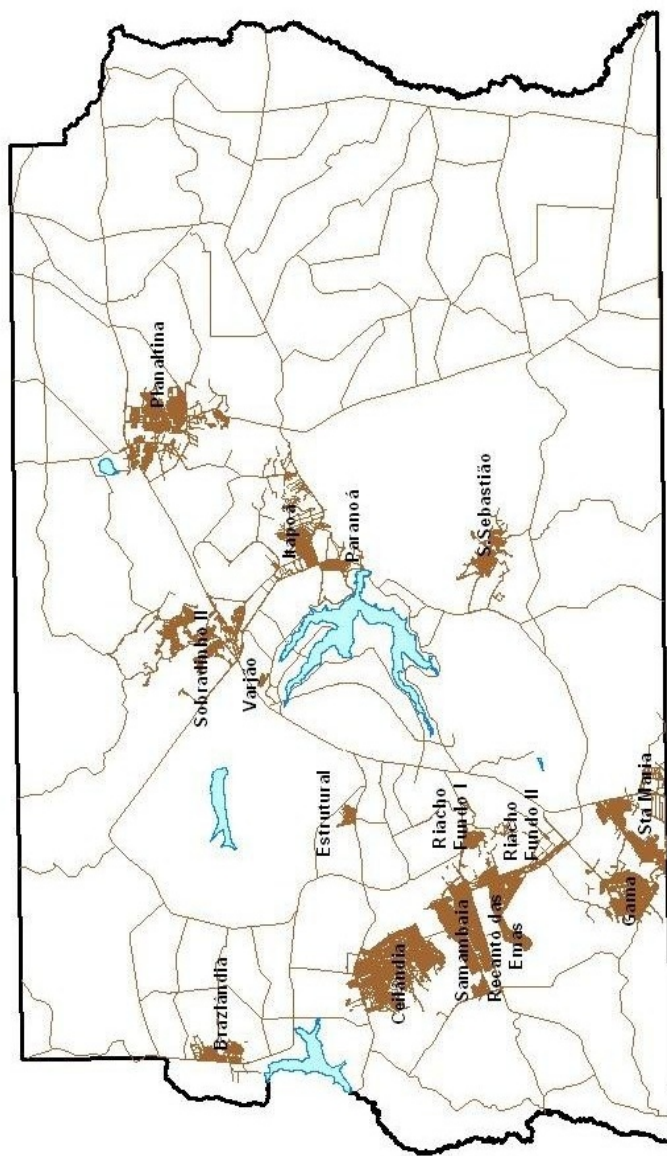 Planaltina
Sobradinho II
Itapoã
Paranoá
Varjão
S.Sebastião
Brazlândia
Estrutural
Ceilândia
Samambaia
Recanto das
Emas
Riacho
Fundo I
Riacho
Fundo II
Gama
Sta.Maria